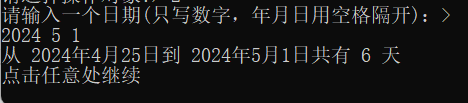 请输入一个日期(只写数字，年月日用空格隔开)：>
2024 5 1
从 2024年4月25日到 2024年5月1日共有 6 天
点击任意处继续